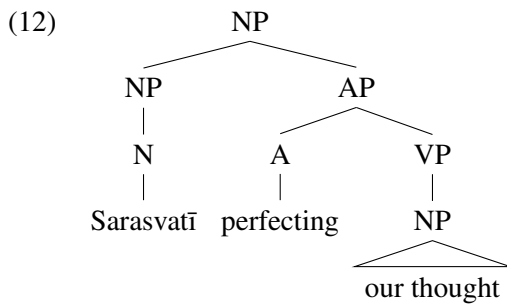 (12) NP
NP AP
N A VP
Sarasvatī perfecting NP
our thought